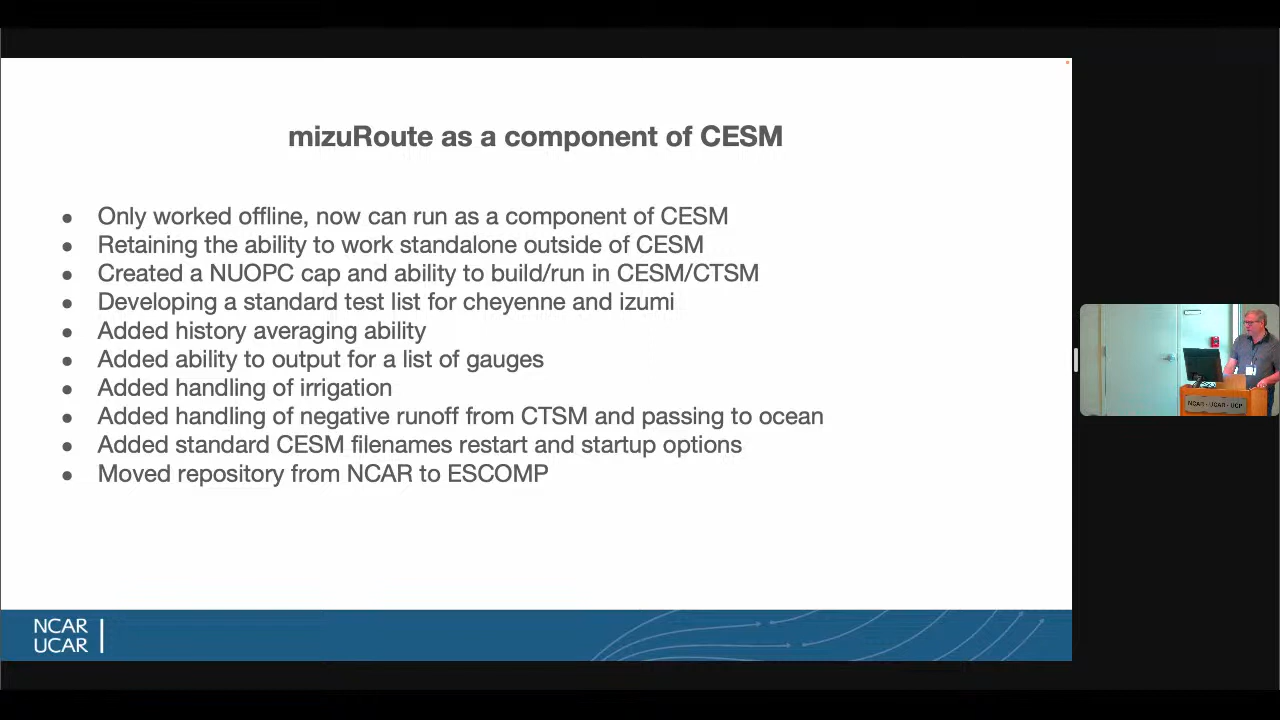 mizuRoute as a component of CESM
● Only worked offline, now can run as a component of CESM
● Retaining the ability to work standalone outside of CESM
● Created a NUOPC cap and ability to build/run in CESM/CTSM
● Developing a standard test list for cheyenne and izumi
● Added history averaging ability
● Added ability to output for a list of gauges
● Added handling of irrigation
● Added handling of negative runoff from CTSM and passing to ocean
● Added standard CESM filenames restart and startup options
● Moved repository from NCAR to ESCOMP
NCAR
UCAR
NCAR - UCAR - UCP